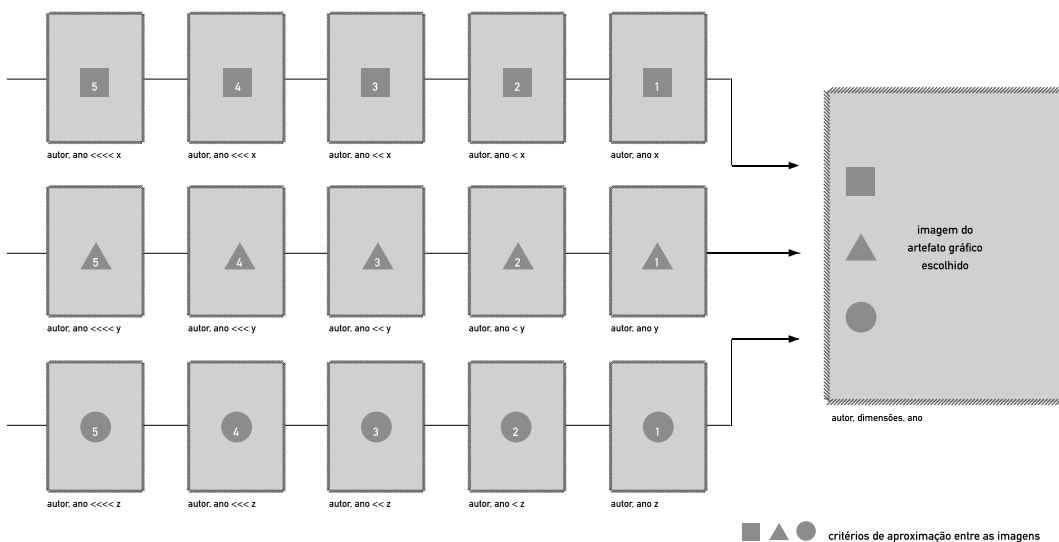 5 4 3 2 1
autor, ano <<<< x autor, ano <<< x autor, ano << x autor, ano < x autor, ano x
5 4 3 2 1
autor, ano <<<< y autor, ano <<< y autor, ano << y autor, ano < y autor, ano y
5 4 3 2 1
autor, ano <<<< z autor, ano <<< z autor, ano << z autor, ano < z autor, ano z
imagem do
artefato gráfico
escolhido
autor, dimensões, ano
critérios de aproximação entre as imagens